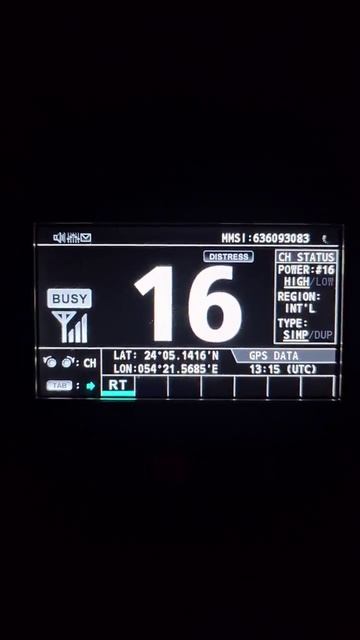 MMSI:636093083
DISTRESS
CH STATUS
16
POWER:#16
HIGH/LOW
BUSY
REGION:
INT'L
TYPE:
SIMP/DUP
: CH
LAT: 24°05.1416'N
GPS DATA
LON:054°21.5685'E
13:15 (UTC)
TAB :
RT